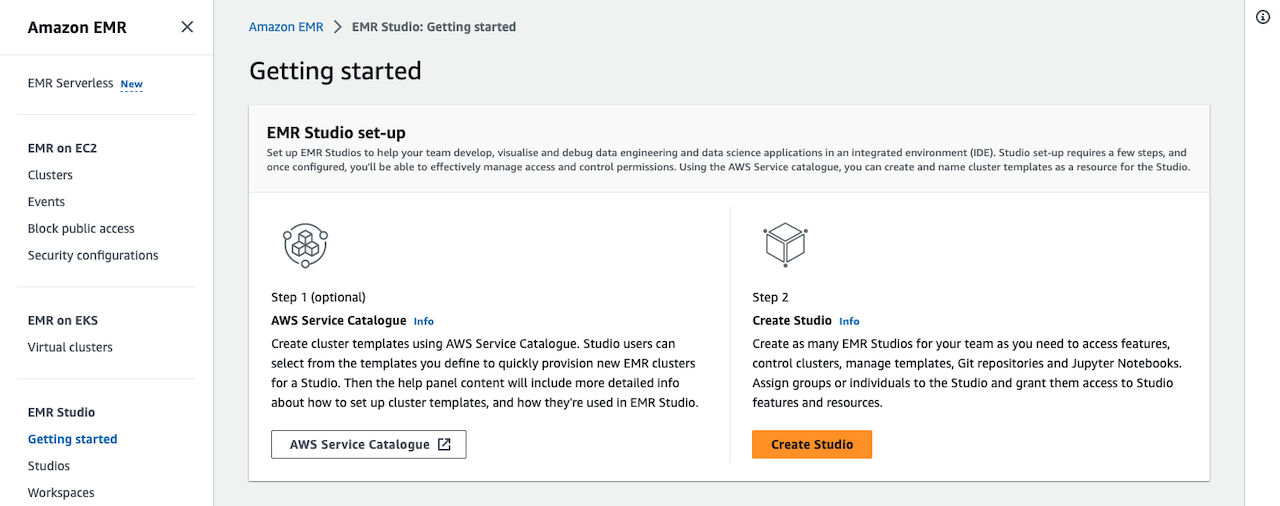 Amazon EMR
EMR Serverless New
EMR on EC2
Clusters
Events
Block public access
Security configurations
EMR on EKS
Virtual clusters
EMR Studio
Getting started
Studios
Workspaces
Amazon EMR > EMR Studio: Getting started
Getting started
EMR Studio set-up
Set up EMR Studios to help your team develop, visualise and debug data engineering and data science applications in an integrated environment (IDE). Studio set-up requires a few steps, and
once configured, you'll be able to effectively manage access and control permissions. Using the AWS Service catalogue, you can create and name cluster templates as a resource for the Studio.
Step 1 (optional)
AWS Service Catalogue Info
Create cluster templates using AWS Service Catalogue. Studio users can
select from the templates you define to quickly provision new EMR clusters
for a Studio. Then the help panel content will include more detailed info
about how to set up cluster templates, and how they're used in EMR Studio.
AWS Service Catalogue
Step 2
Create Studio Info
Create as many EMR Studios for your team as you need to access features,
control clusters, manage templates, Git repositories and Jupyter Notebooks.
Assign groups or individuals to the Studio and grant them access to Studio
features and resources.
Create Studio